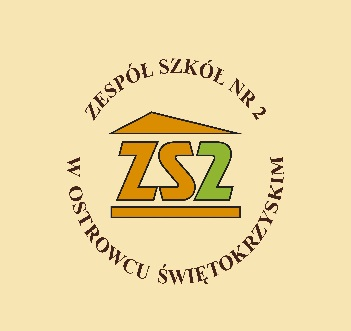 ZESPÓŁ SZKÓŁ NR 2
ZS2
W OSTROWCU ŚWIĘTOKRZYSKIM